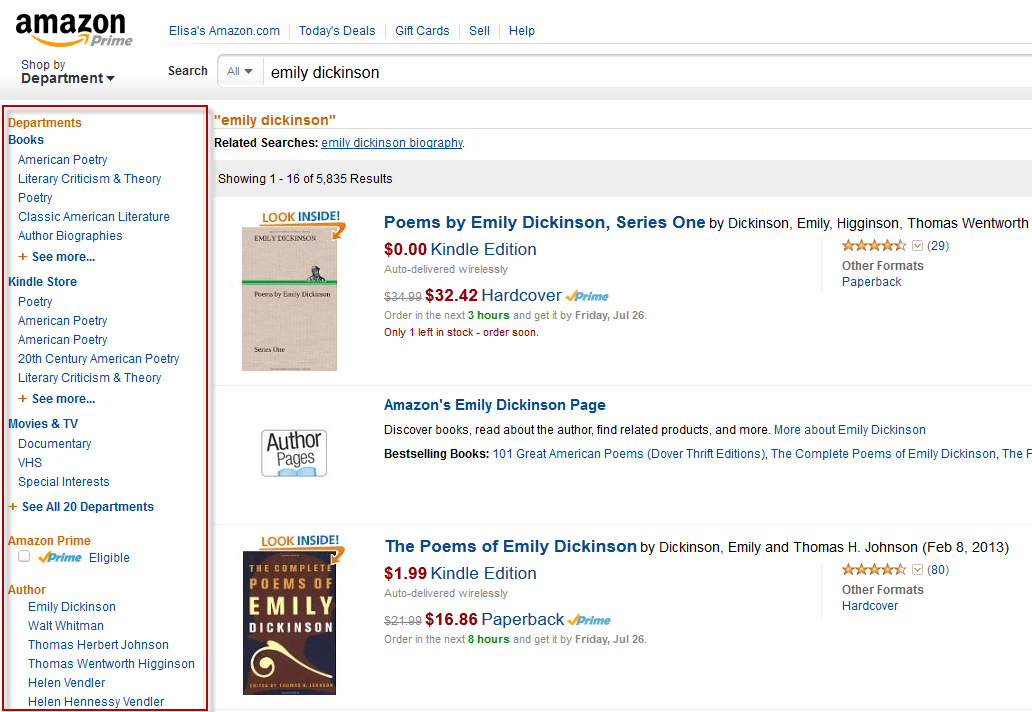 amazon
Prime
Elisa's Amazon.com Today's Deals Gift Cards Sell Help
Shop by
Department
Search All emily dickinson
Departments
Books
American Poetry
Literary Criticism & Theory
Poetry
Classic American Literature
Author Biographies
+ See more...
Kindle Store
Poetry
American Poetry
American Poetry
20th Century American Poetry
Literary Criticism & Theory
+ See more...
Movies & TV
Documentary
VHS
Special Interests
+ See All 20 Departments
Amazon Prime
Prime Eligible
Author
Emily Dickinson
Walt Whitman
Thomas Herbert Johnson
Thomas Wentworth Higginson
Helen Vendler
Helen Hennessy Vendler
"emily dickinson"
Related Searches: emily dickinson biography.
Showing 1 - 16 of 5,835 Results
LOOK INSIDE!
EMILY DICKINSON
Poems by Emily Dickinson
Series One
Poems by Emily Dickinson, Series One by Dickinson, Emily, Higginson, Thomas Wentworth
$0.00 Kindle Edition
Auto-delivered wirelessly
$34.99 $32.42 Hardcover Prime
Order in the next 3 hours and get it by Friday, Jul 26.
Only 1 left in stock - order soon.
(29)
Other Formats
Paperback
Author
Pages
Amazon's Emily Dickinson Page
Discover books, read about the author, find related products, and more. More about Emily Dickinson
Bestselling Books: 101 Great American Poems (Dover Thrift Editions), The Complete Poems of Emily Dickinson, The
LOOK INSIDE!
THE COMPLETE
POEMS OF
EMILY
DICKINSON
EDITED BY THOMAS H. JOHNSON
The Poems of Emily Dickinson by Dickinson, Emily and Thomas H. Johnson (Feb 8, 2013)
$1.99 Kindle Edition
Auto-delivered wirelessly
$21.99 $16.86 Paperback Prime
Order in the next 8 hours and get it by Friday, Jul 26.
(80)
Other Formats
Hardcover